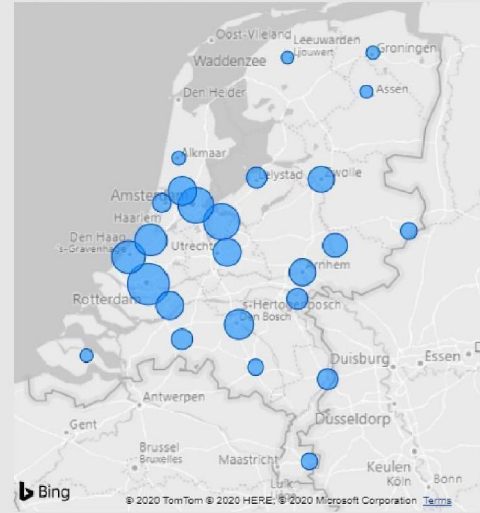 Oost-Vlieland
Leeuwarden
Ljouwert
Groningen
Waddenzee
Assen
Den Helder
Alkmaar
Lelystad
Zwolle
Amsterdam
Haarlem
Den Haag
's-Gravenhage
Utrecht
Arnhem
Rotterdam
's-Hertogenbosch
Den Bosch
Duisburg
Essen
D
Antwerpen
Düsseldorp
Gent
Brussel
Bruxelles
Maastricht
Keulen
Köln
Bonn
Luik
Bing
© 2020 TomTom © 2020 HERE, © 2020 Microsoft Corporation Terms